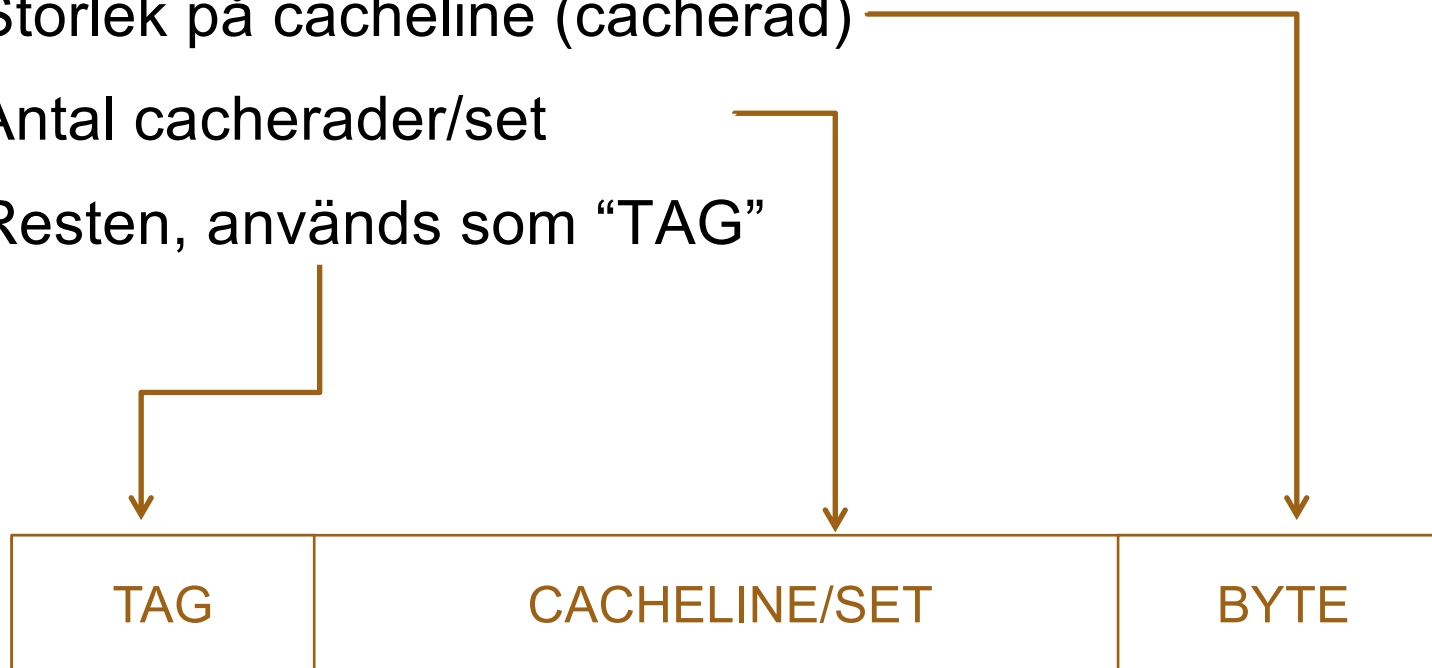 Storlek på cacheline (cacherad)
Antal cacherader/set
Resten, används som “TAG”
TAG CACHELINE/SET BYTE